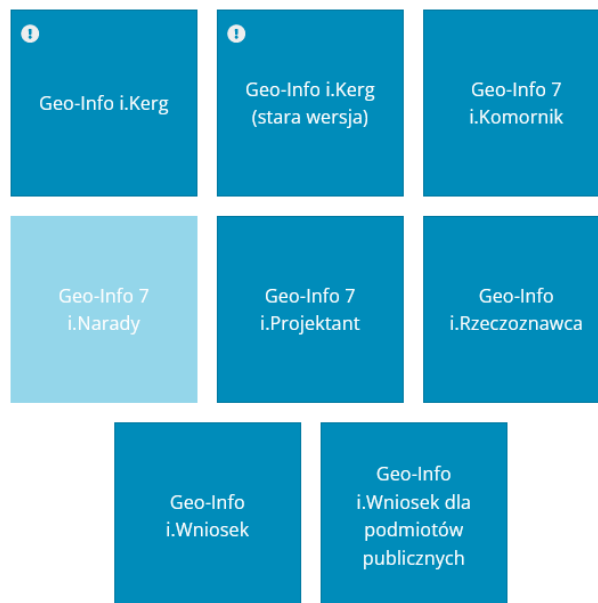 Geo-Info i.Kerg
Geo-Info i.Kerg
(stara wersja)
Geo-Info 7
i.Komornik
Geo-Info 7
i.Narady
Geo-Info 7
i.Projektant
Geo-Info
i.Rzeczoznawca
Geo-Info
i.Wniosek
Geo-Info
i.Wniosek dla
podmiotów
publicznych